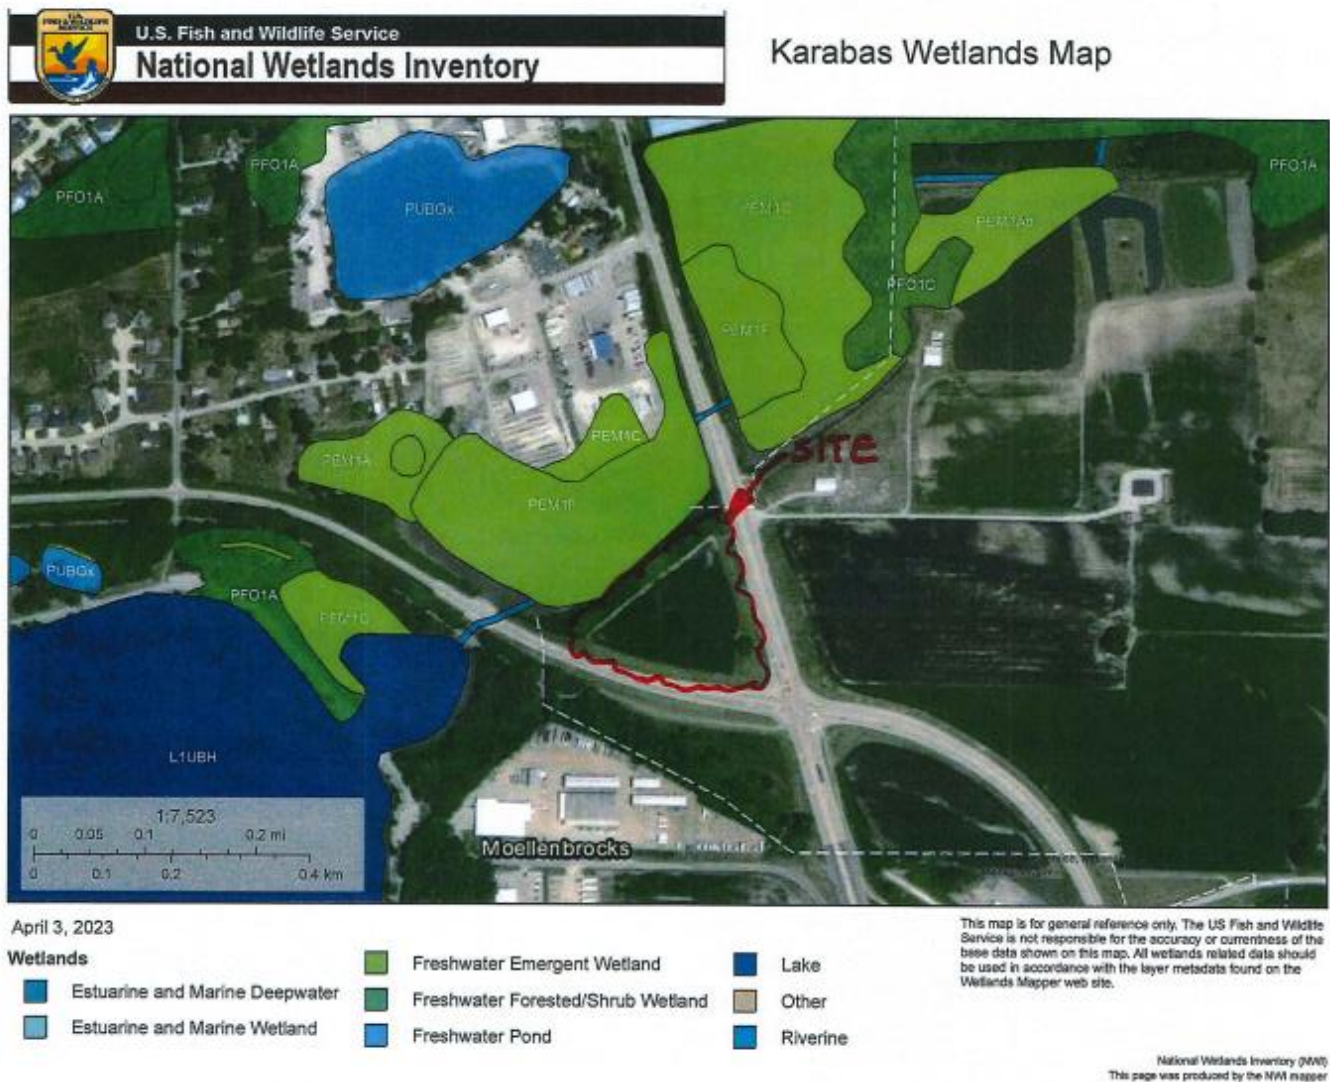 U.S.
FISH & WILDLIFE
SERVICE
U.S. Fish and Wildlife Service
National Wetlands Inventory
Karabas Wetlands Map
PFO1A
PFO1A
PUBGx
PEM1C
PEM1Ad
PFO1A
PFO1C
PEM1F
PEM1C
PEM1A
SITE
PEM1F
PUBGx
PFO1A
PEM1C
L1UBH
1:7,523
0 0.05 0.1 0.2 mi
0 0.1 0.2 0.4 km
Moellenbrocks
April 3, 2023
Wetlands
Estuarine and Marine Deepwater
Estuarine and Marine Wetland
Freshwater Emergent Wetland
Freshwater Forested/Shrub Wetland
Freshwater Pond
Lake
Other
Riverine
This map is for general reference only. The US Fish and Wildlife
Service is not responsible for the accuracy or currentness of the
base data shown on this map. All wetlands related data should
be used in accordance with the layer metadata found on the
Wetlands Mapper web site.
National Wetlands Inventory (NWI)
This page was produced by the NWI mapper